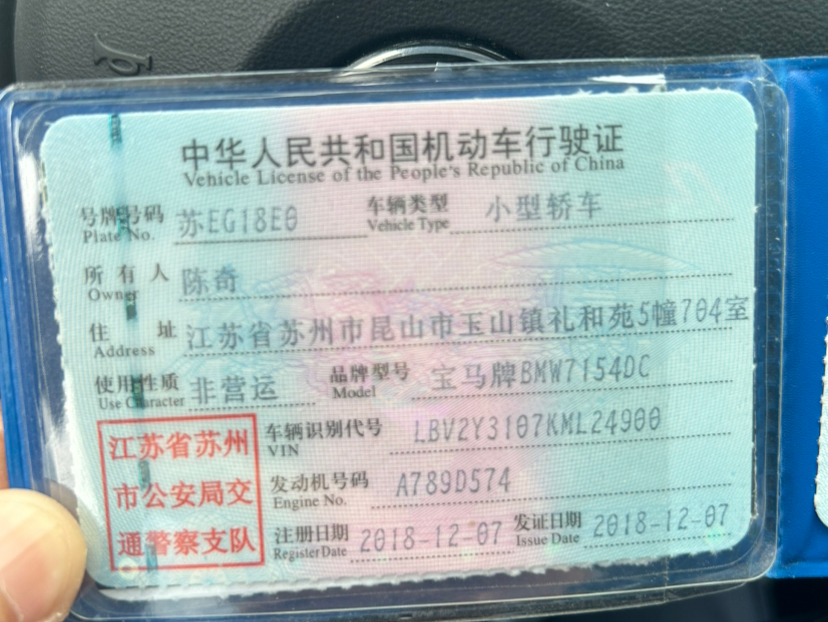 中华人民共和国机动车行驶证
Vehicle License of the People's Republic of China
号牌号码 苏EG18E0 车辆类型 小型轿车
Plate No. Vehicle Type
所有人 陈奇
Owner
住址 江苏省苏州市昆山市玉山镇礼和苑5幢704室
Address
使用性质 非营运 品牌型号 宝马牌BMW7154DC
Use Character Model
江苏省苏州 车辆识别代号 LBV2Y3107KML24900
VIN
市公安局交 发动机号码 A789D574
Engine No.
通警察支队 注册日期 2018-12-07 发证日期 2018-12-07
Register Date Issue Date